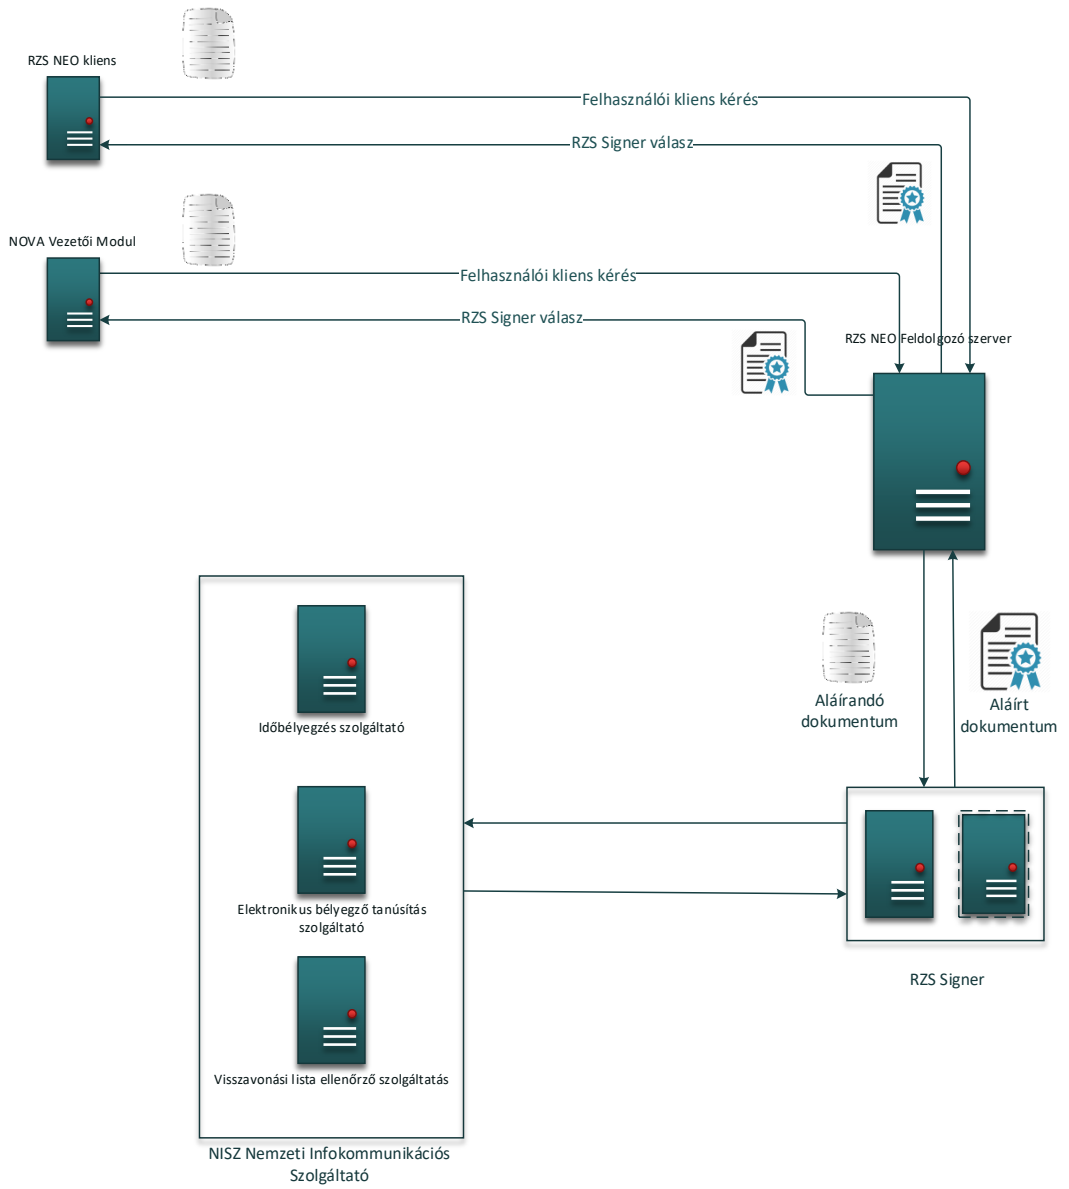 RZS NEO kliens
Felhasználói kliens kérés
RZS Signer válasz
NOVA Vezetői Modul
Felhasználói kliens kérés
RZS Signer válasz
RZS NEO Feldolgozó szerver
Aláírandó
dokumentum
Aláírt
dokumentum
Időbélyegzés szolgáltató
Elektronikus bélyegző tanúsítás
szolgáltató
RZS Signer
Visszavonási lista ellenőrző szolgáltatás
NISZ Nemzeti Infokommunikációs
Szolgáltató